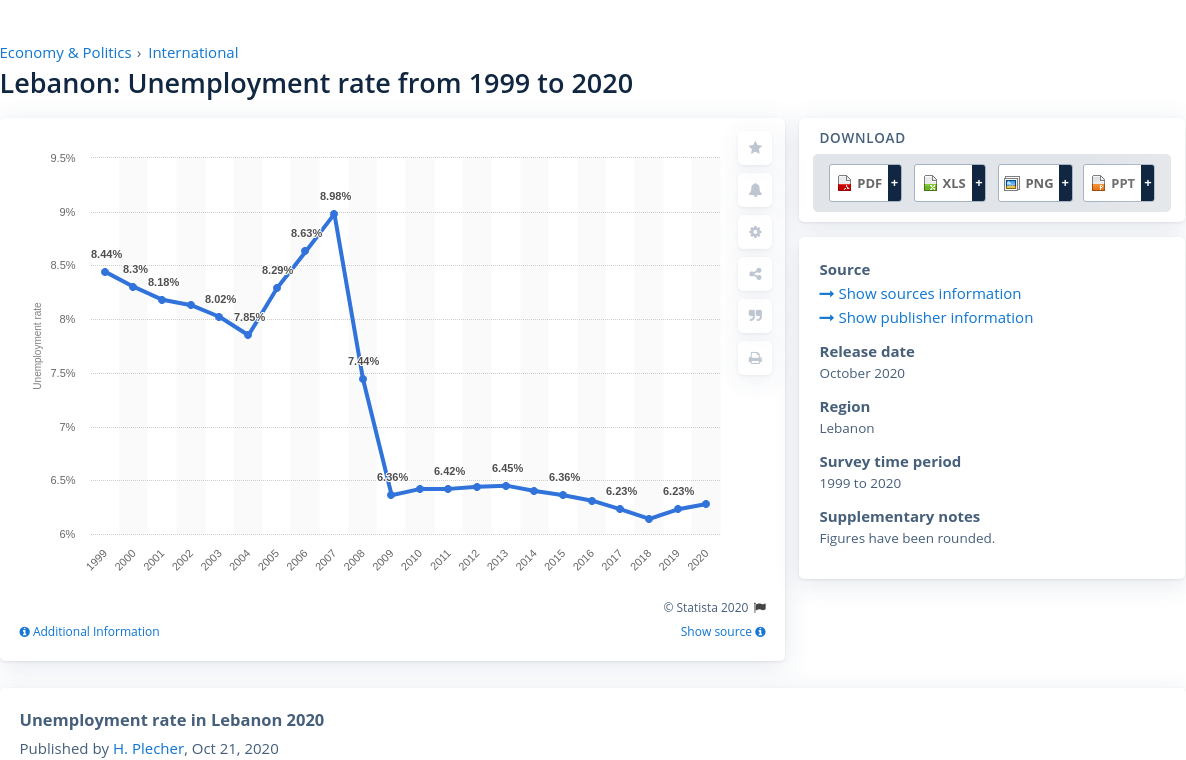 Economy & Politics › International
Lebanon: Unemployment rate from 1999 to 2020
9.5%
9%
8.5%
8%
7.5%
7%
6.5%
6%
Unemployment rate
8.44%
8.3%
8.18%
8.02%
7.85%
8.29%
8.63%
8.98%
7.44%
6.36%
6.42%
6.45%
6.36%
6.23%
6.23%
1999
2000
2001
2002
2003
2004
2005
2006
2007
2008
2009
2010
2011
2012
2013
2014
2015
2016
2017
2018
2019
2020
© Statista 2020
Additional Information
Show source
DOWNLOAD
PDF + XLS + PNG + PPT +
Source
Show sources information
Show publisher information
Release date
October 2020
Region
Lebanon
Survey time period
1999 to 2020
Supplementary notes
Figures have been rounded.
Unemployment rate in Lebanon 2020
Published by H. Plecher, Oct 21, 2020